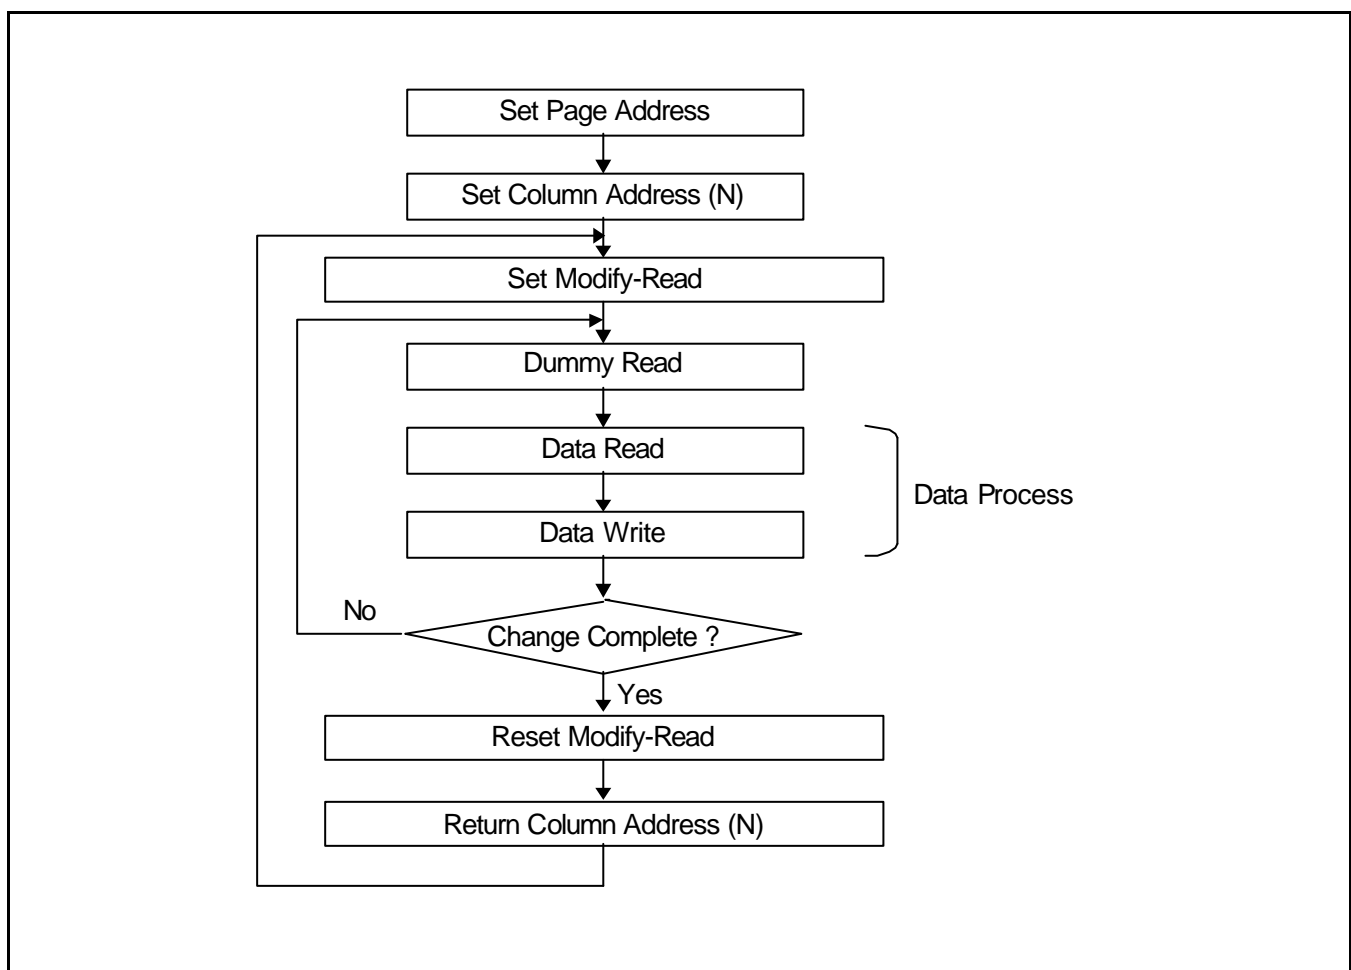 Set Page Address
Set Column Address (N)
Set Modify-Read
Dummy Read
Data Read
Data Process
Data Write
No
Change Complete ?
Yes
Reset Modify-Read
Return Column Address (N)